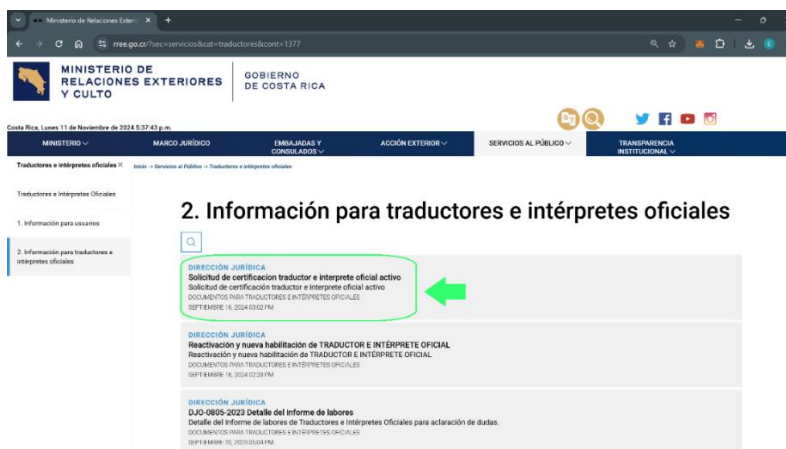 Ministerio de Relaciones Exteri
rree.go.cr/?sec=servicios&cat=traductores&cont=1377
MINISTERIO DE
RELACIONES EXTERIORES
Y CULTO
GOBIERNO
DE COSTA RICA
Costa Rica, Lunes 11 de Noviembre de 2024 5:37:43 p.m.
MINISTERIO
MARCO JURÍDICO
EMBAJADAS Y
CONSULADOS
ACCIÓN EXTERIOR
SERVICIOS AL PÚBLICO
TRANSPARENCIA
INSTITUCIONAL
Traductores e intérpretes oficiales
Inicio -> Servicios al Público -> Traductores e intérpretes oficiales
Traductores e Intérpretes Oficiales
1. Información para usuarios
2. Información para traductores e
intérpretes oficiales
2. Información para traductores e intérpretes oficiales
DIRECCIÓN JURÍDICA
Solicitud de certificacion traductor e interprete oficial activo
Solicitud de certificación traductor e interprete oficial activo
DOCUMENTOS PARA TRADUCTORES E INTÉRPRETES OFICIALES
SEPTIEMBRE 16, 2024 03:02 PM
DIRECCIÓN JURÍDICA
Reactivación y nueva habilitación de TRADUCTOR E INTÉRPRETE OFICIAL
Reactivación y nueva habilitación de TRADUCTOR E INTÉRPRETE OFICIAL
DOCUMENTOS PARA TRADUCTORES E INTÉRPRETES OFICIALES
SEPTIEMBRE 16, 2024 02:28 PM
DIRECCIÓN JURÍDICA
DJO-0805-2023 Detalle del Informe de labores
Detalle del Informe de labores de Traductores e Intérpretes Oficiales para aclaración de dudas.
DOCUMENTOS PARA TRADUCTORES E INTÉRPRETES OFICIALES
SEPTIEMBRE 20, 2023 05:04 PM